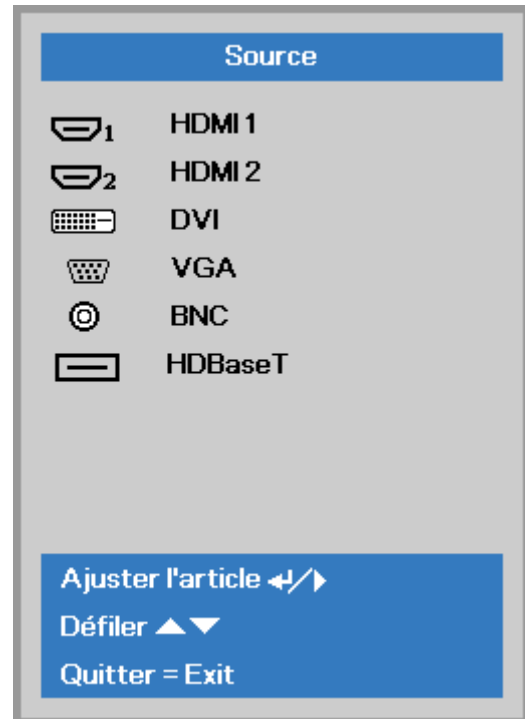 Source
HDMI 1
HDMI 2
DVI
VGA
BNC
HDBaseT
Ajuster l'article ↵/▶
Défiler ▲▼
Quitter = Exit